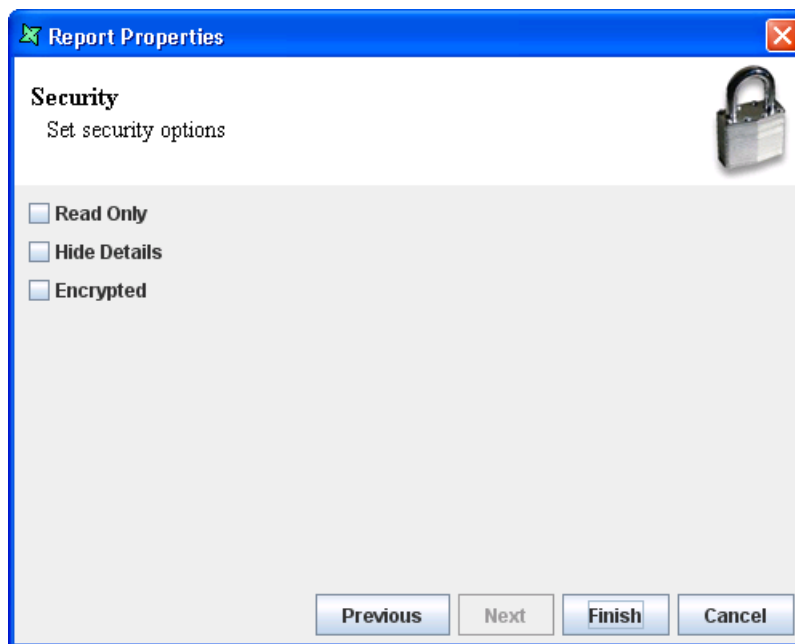 Report Properties
Security
Set security options
Read Only
Hide Details
Encrypted
Previous Next Finish Cancel